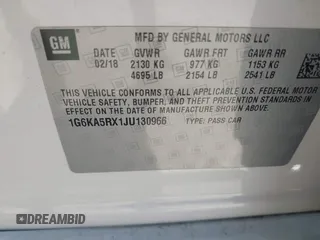 GM
MFD BY GENERAL MOTORS LLC
DATE GVWR GAWR FRT GAWR RR
02/18 2130 KG 977 KG 1153 KG
4695 LB 2154 LB 2541 LB
THIS VEHICLE CONFORMS TO ALL APPLICABLE U.S. FEDERAL MOTOR
VEHICLE SAFETY, BUMPER, AND THEFT PREVENTION STANDARDS
IN EFFECT ON THE DATE OF MANUFACTURE SHOWN ABOVE.
1G6KA5RX1JU130966 TYPE: PASS CAR
DREAMBID